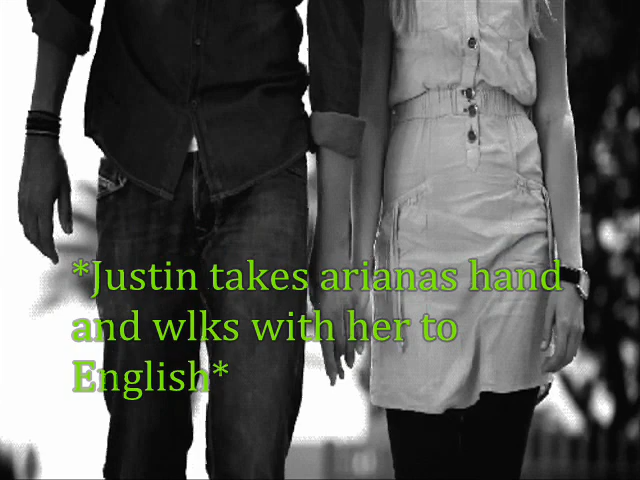 *Justin takes arianas hand
and wlks with her to
English*